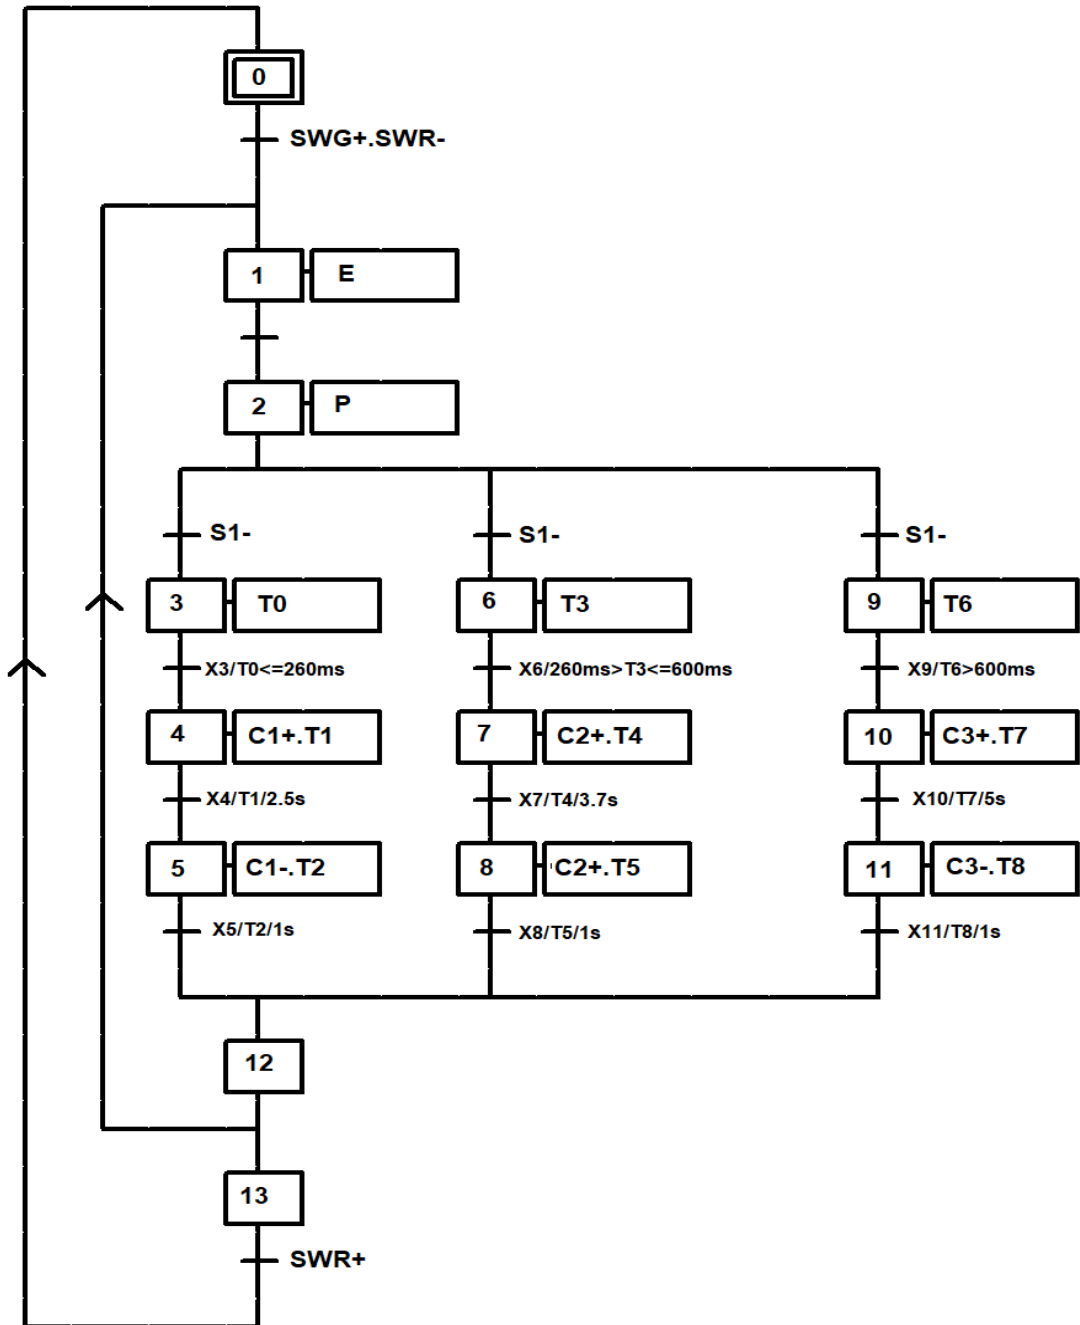 0
SWG+.SWR-
1 E
2 P
S1- S1- S1-
3 T0 6 T3 9 T6
X3/T0<=260ms X6/260ms>T3<=600ms X9/T6>600ms
4 C1+.T1 7 C2+.T4 10 C3+.T7
X4/T1/2.5s X7/T4/3.7s X10/T7/5s
5 C1-.T2 8 C2+.T5 11 C3-.T8
X5/T2/1s X8/T5/1s X11/T8/1s
12
13
SWR+